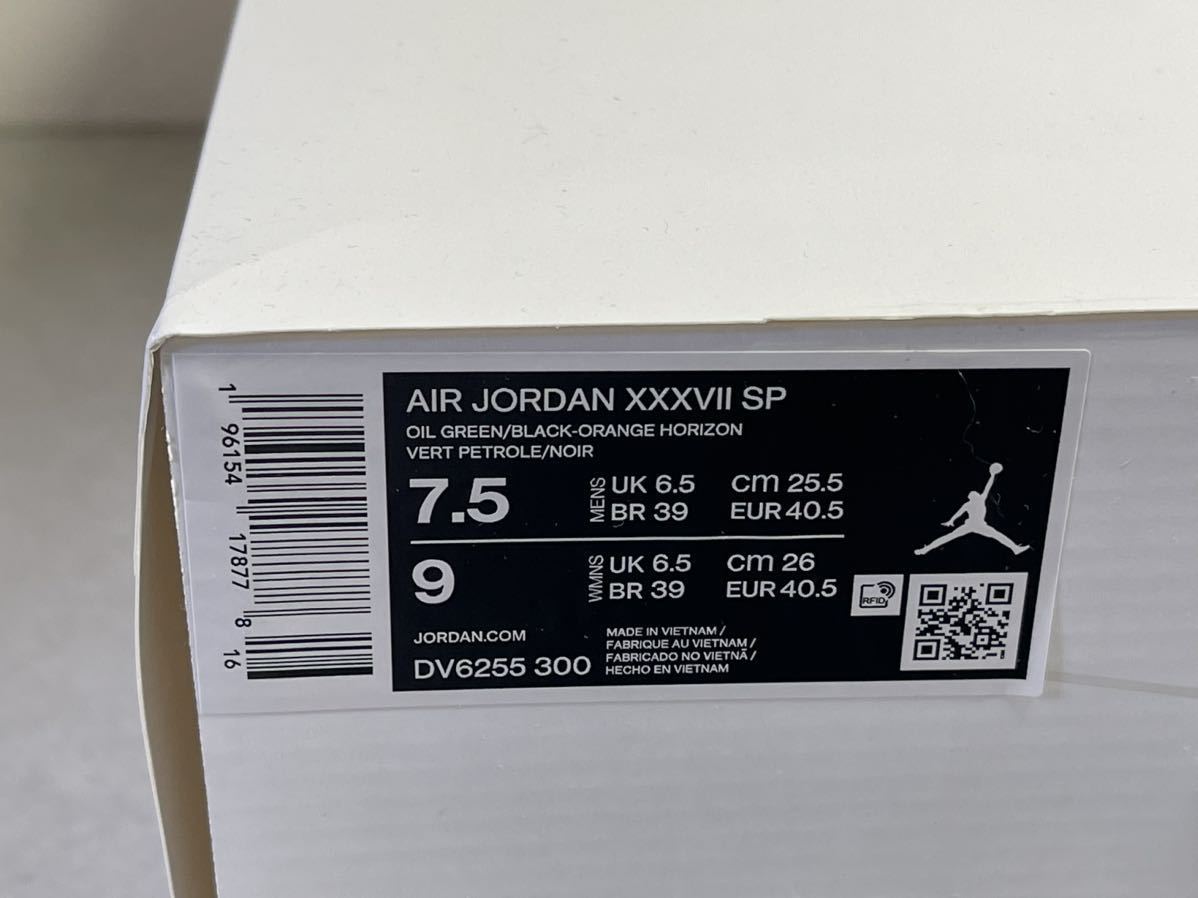 AIR JORDAN XXXVII SP
OIL GREEN/BLACK-ORANGE HORIZON
VERT PETROLE/NOIR
7.5 MENS UK 6.5 cm 25.5
BR 39 EUR 40.5
9 WMNS UK 6.5 cm 26
BR 39 EUR 40.5
RFID
JORDAN.COM
DV6255 300
MADE IN VIETNAM /
FABRIQUE AU VIETNAM /
FABRICADO NO VIETNÃ /
HECHO EN VIETNAM
1 96154 17877 8 16